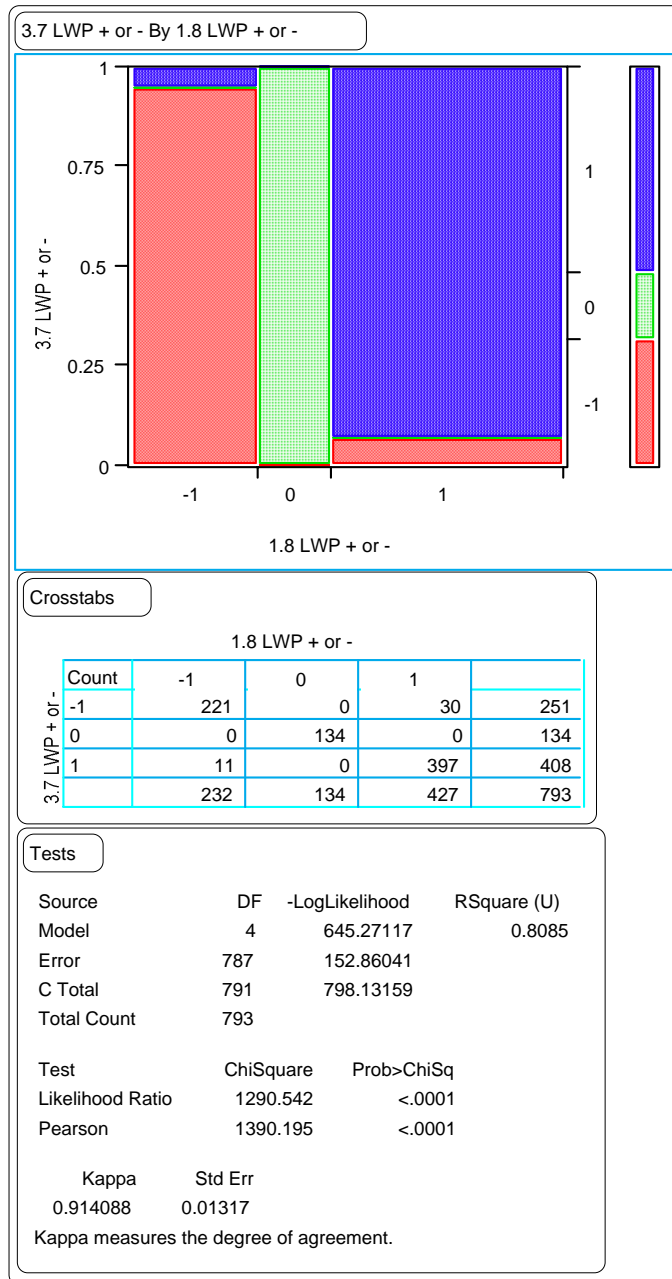 3.7 LWP + or - By 1.8 LWP + or -
1
0.75
0.5
0.25
0
3.7 LWP + or -
1
0
-1
-1 0 1
1.8 LWP + or -
Crosstabs
1.8 LWP + or -
3.7 LWP + or -
Count -1 0 1
-1 221 0 30 251
0 0 134 0 134
1 11 0 397 408
232 134 427 793
Tests
Source DF -LogLikelihood RSquare (U)
Model 4 645.27117 0.8085
Error 787 152.86041
C Total 791 798.13159
Total Count 793
Test ChiSquare Prob>ChiSq
Likelihood Ratio 1290.542 <.0001
Pearson 1390.195 <.0001
Kappa Std Err
0.914088 0.01317
Kappa measures the degree of agreement.